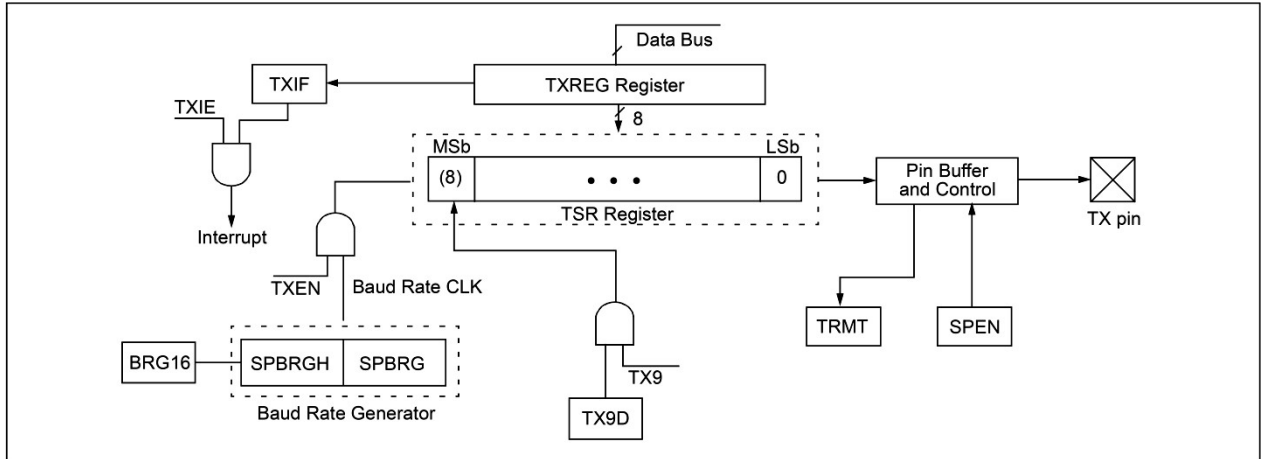 Data Bus
TXIF
TXREG Register
TXIE
8
MSb
LSb
(8)
• • •
0
Pin Buffer
and Control
TSR Register
TX pin
Interrupt
TXEN
Baud Rate CLK
TRMT
SPEN
BRG16
SPBRGH
SPBRG
TX9
Baud Rate Generator
TX9D